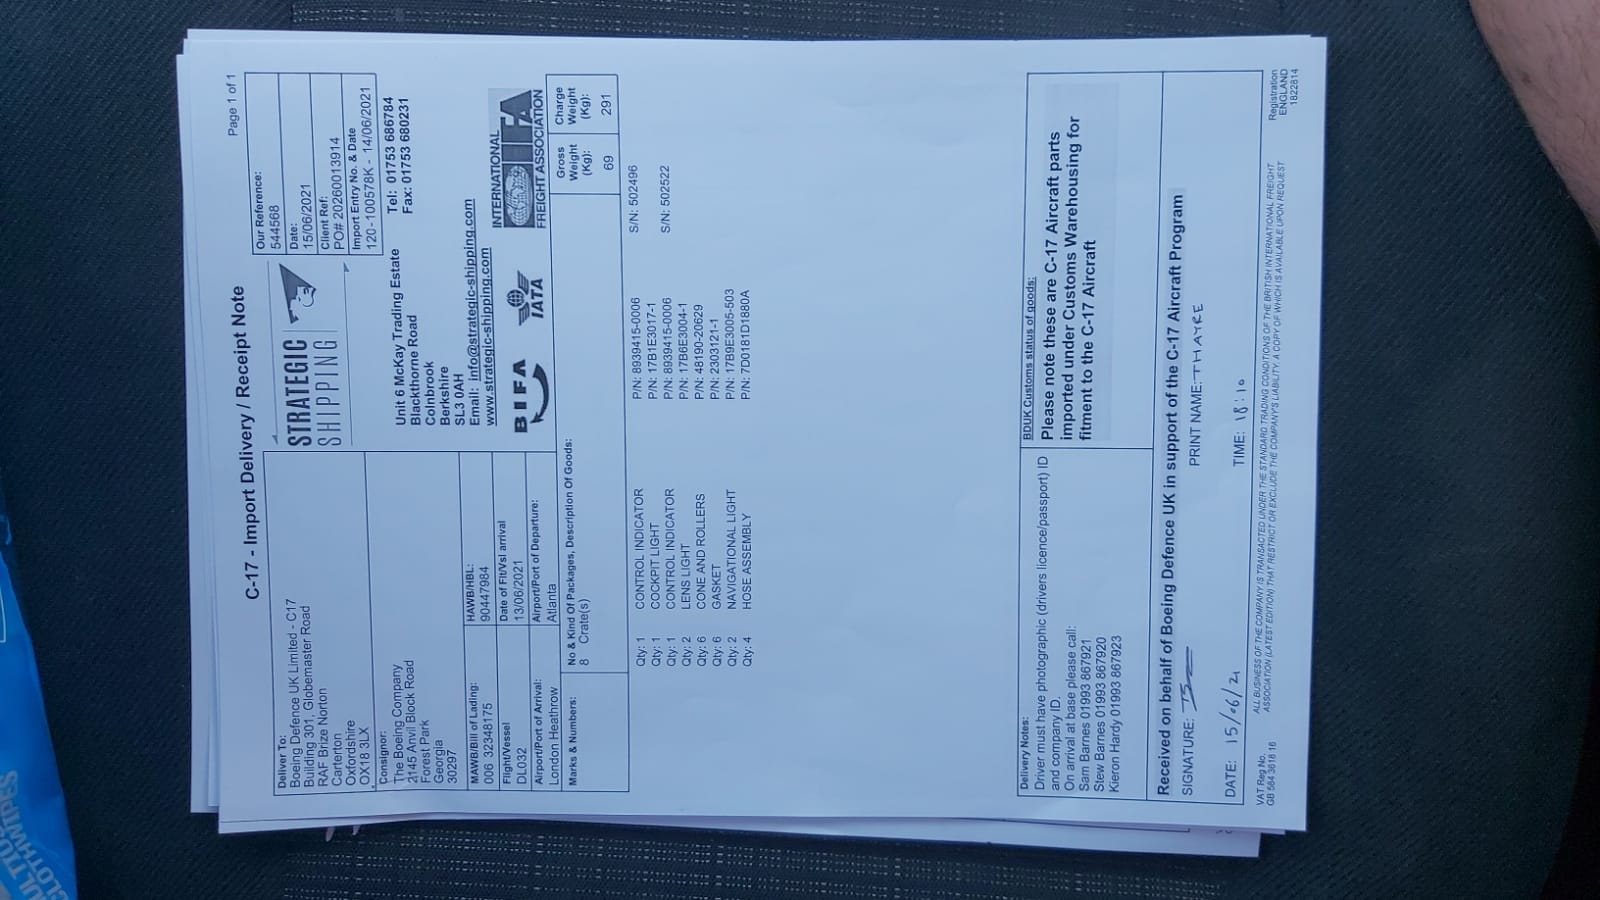 C-17 - Import Delivery / Receipt Note
Page 1 of 1
Our Reference:
544568
Date:
15/06/2021
Client Ref:
PO# 20260013914
Import Entry No. & Date
120 -100578K - 14/06/2021
STRATEGIC
SHIPPING
Deliver To:
Boeing Defence UK Limited - C17
Building 301, Globemaster Road
RAF Brize Norton
Carterton
Oxfordshire
OX18 3LX
Consignor:
The Boeing Company
2145 Anvil Block Road
Forest Park
Georgia
30297
Unit 6 McKay Trading Estate
Blackthorne Road
Colnbrook
Berkshire
SL3 0AH
Email: info@strategic-shipping.com
www.strategic-shipping.com
Tel: 01753 686784
Fax: 01753 680231
BIFA
IATA
INTERNATIONAL
FIFA
FREIGHT ASSOCIATION
MAWB/Bill of Lading:
006 32348175
HAWB/HBL:
90447984
Flight/Vessel
DL032
Date of Flt/Vsl arrival
13/06/2021
Airport/Port of Arrival:
London Heathrow
Airport/Port of Departure:
Atlanta
Marks & Numbers:
No & Kind Of Packages, Description Of Goods:
8 Crate(s)
Gross Weight (Kg):
69
Charge Weight (Kg):
291
Qty: 1 CONTROL INDICATOR P/N: 8939415-0006 S/N: 502496
Qty: 1 COCKPIT LIGHT P/N: 17B1E3017-1
Qty: 1 CONTROL INDICATOR P/N: 8939415-0006 S/N: 502522
Qty: 2 LENS LIGHT P/N: 17B6E3004-1
Qty: 6 CONE AND ROLLERS P/N: 48190-20629
Qty: 6 GASKET P/N: 2303121-1
Qty: 2 NAVIGATIONAL LIGHT P/N: 17B9E3005-503
Qty: 4 HOSE ASSEMBLY P/N: 7D0181D1880A
Delivery Notes:
Driver must have photographic (drivers licence/passport) ID
and company ID.
On arrival at base please call:
Sam Barnes 01993 867921
Stew Barnes 01993 867920
Kieron Hardy 01993 867923
BDUK Customs status of goods:
Please note these are C-17 Aircraft parts
imported under Customs Warehousing for
fitment to the C-17 Aircraft
Received on behalf of Boeing Defence UK in support of the C-17 Aircraft Program
SIGNATURE:
PRINT NAME: THAYRE
DATE: 15/06/21
TIME: 18:10
VAT Reg No.
GB 564 3616 16
ALL BUSINESS OF THE COMPANY IS TRANSACTED UNDER THE STANDARD TRADING CONDITIONS OF THE BRITISH INTERNATIONAL FREIGHT
ASSOCIATION (LATEST EDITION) THAT RESTRICT OR EXCLUDE THE COMPANY'S LIABILITY. A COPY OF WHICH IS AVAILABLE UPON REQUEST
Registration
ENGLAND
1822814
CLOTHWIPES